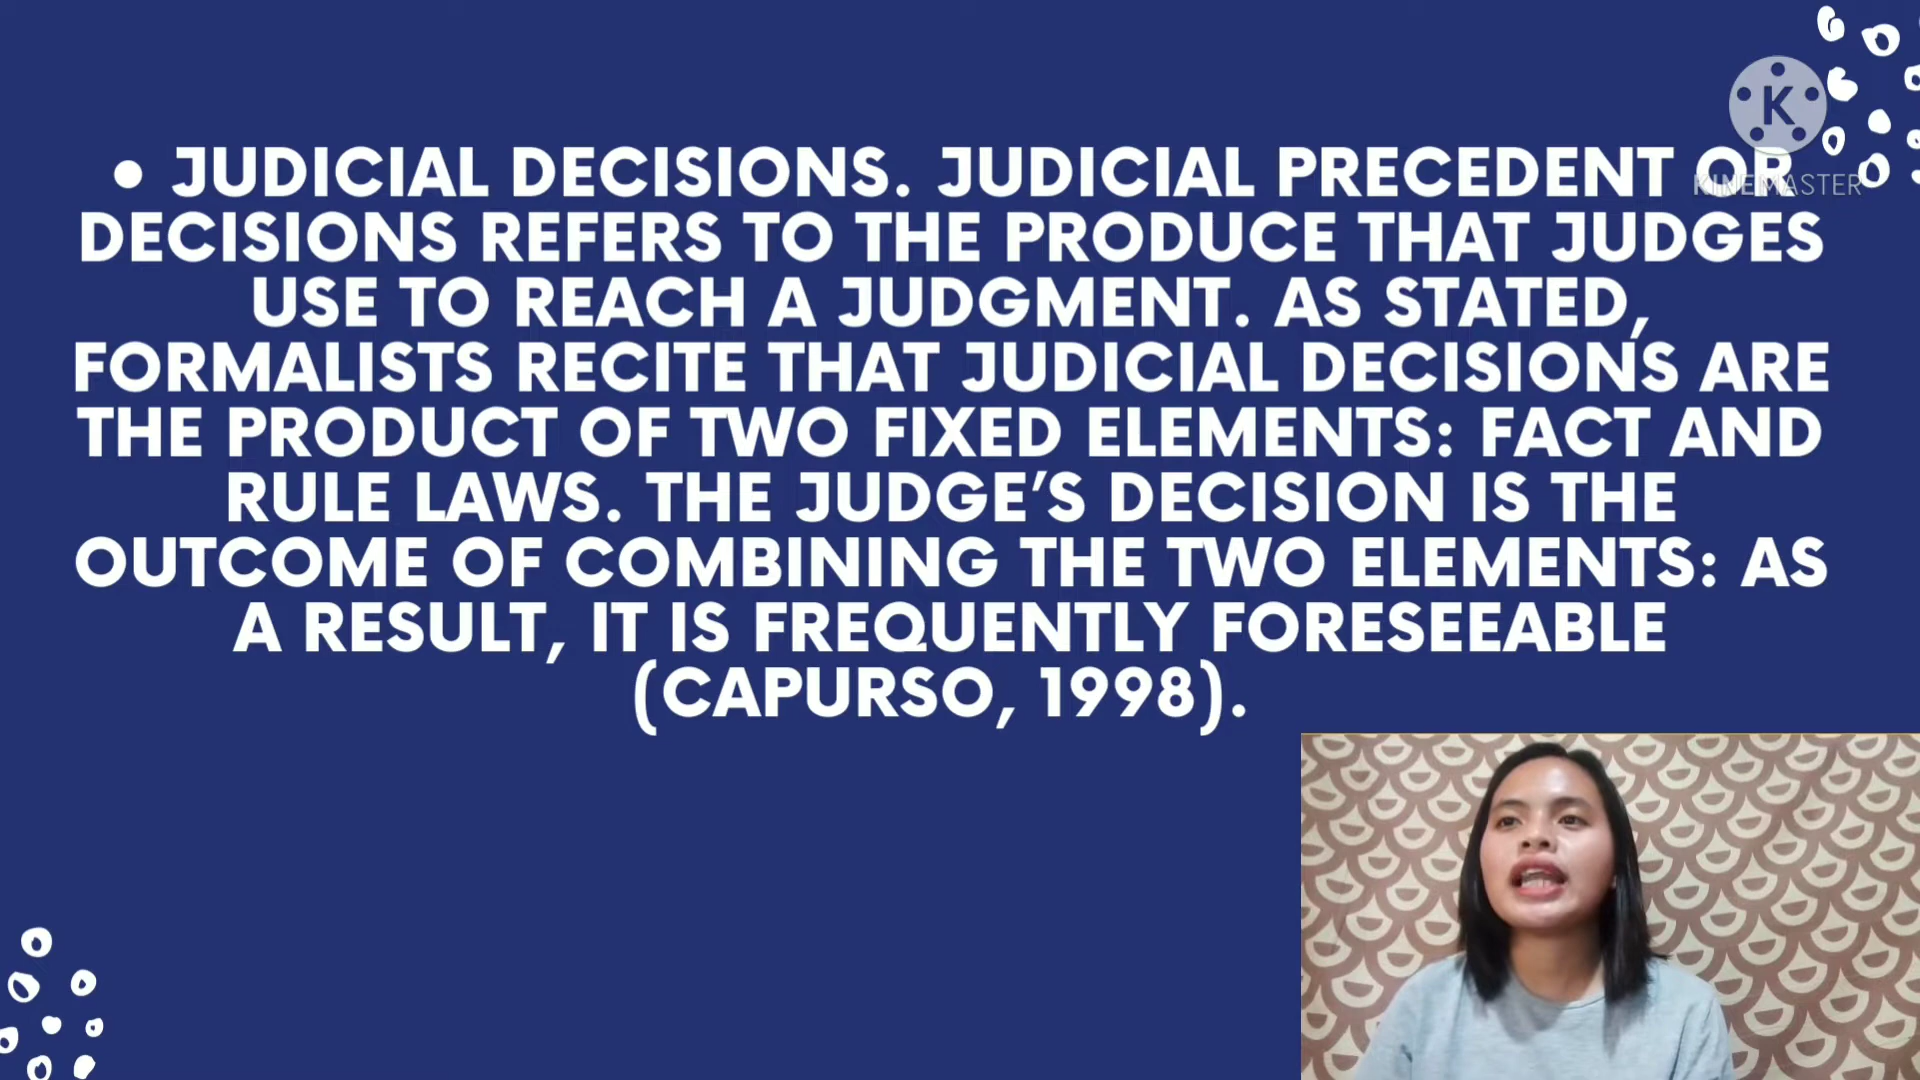 • JUDICIAL DECISIONS. JUDICIAL PRECEDENT OR
DECISIONS REFERS TO THE PRODUCE THAT JUDGES
USE TO REACH A JUDGMENT. AS STATED,
FORMALISTS RECITE THAT JUDICIAL DECISIONS ARE
THE PRODUCT OF TWO FIXED ELEMENTS: FACT AND
RULE LAWS. THE JUDGE'S DECISION IS THE
OUTCOME OF COMBINING THE TWO ELEMENTS: AS
A RESULT, IT IS FREQUENTLY FORESEEABLE
(CAPURSO, 1998).
K
KINEMASTER